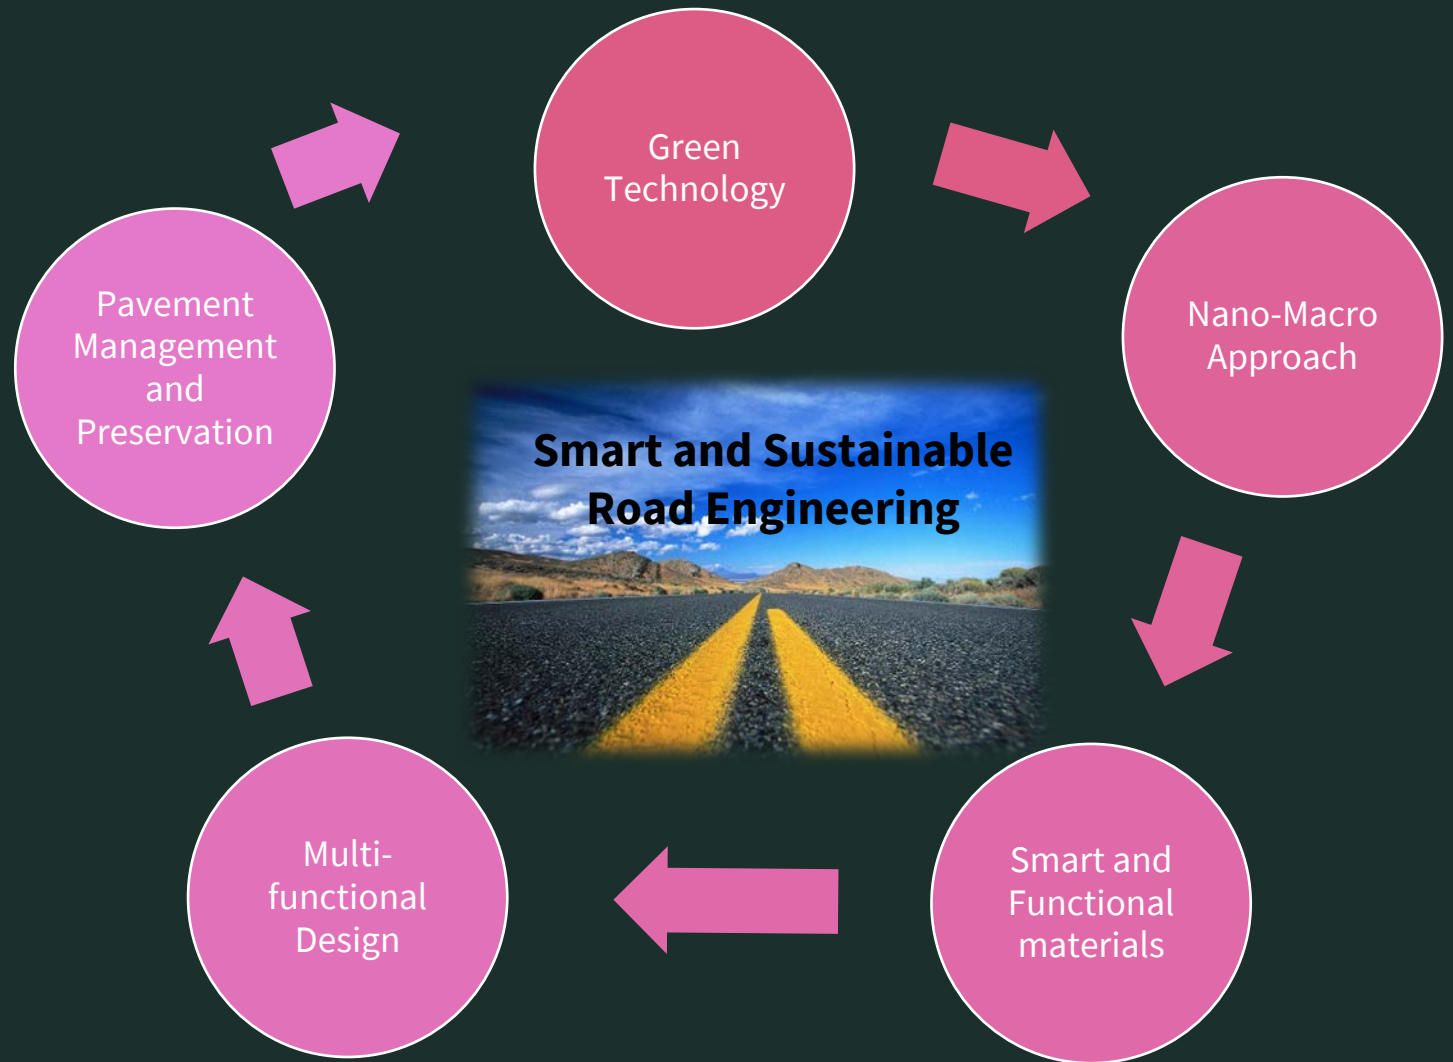 Green
Technology
Nano-Macro
Approach
Smart and
Functional
materials
Multi-
functional
Design
Pavement
Management
and
Preservation
Smart and Sustainable
Road Engineering